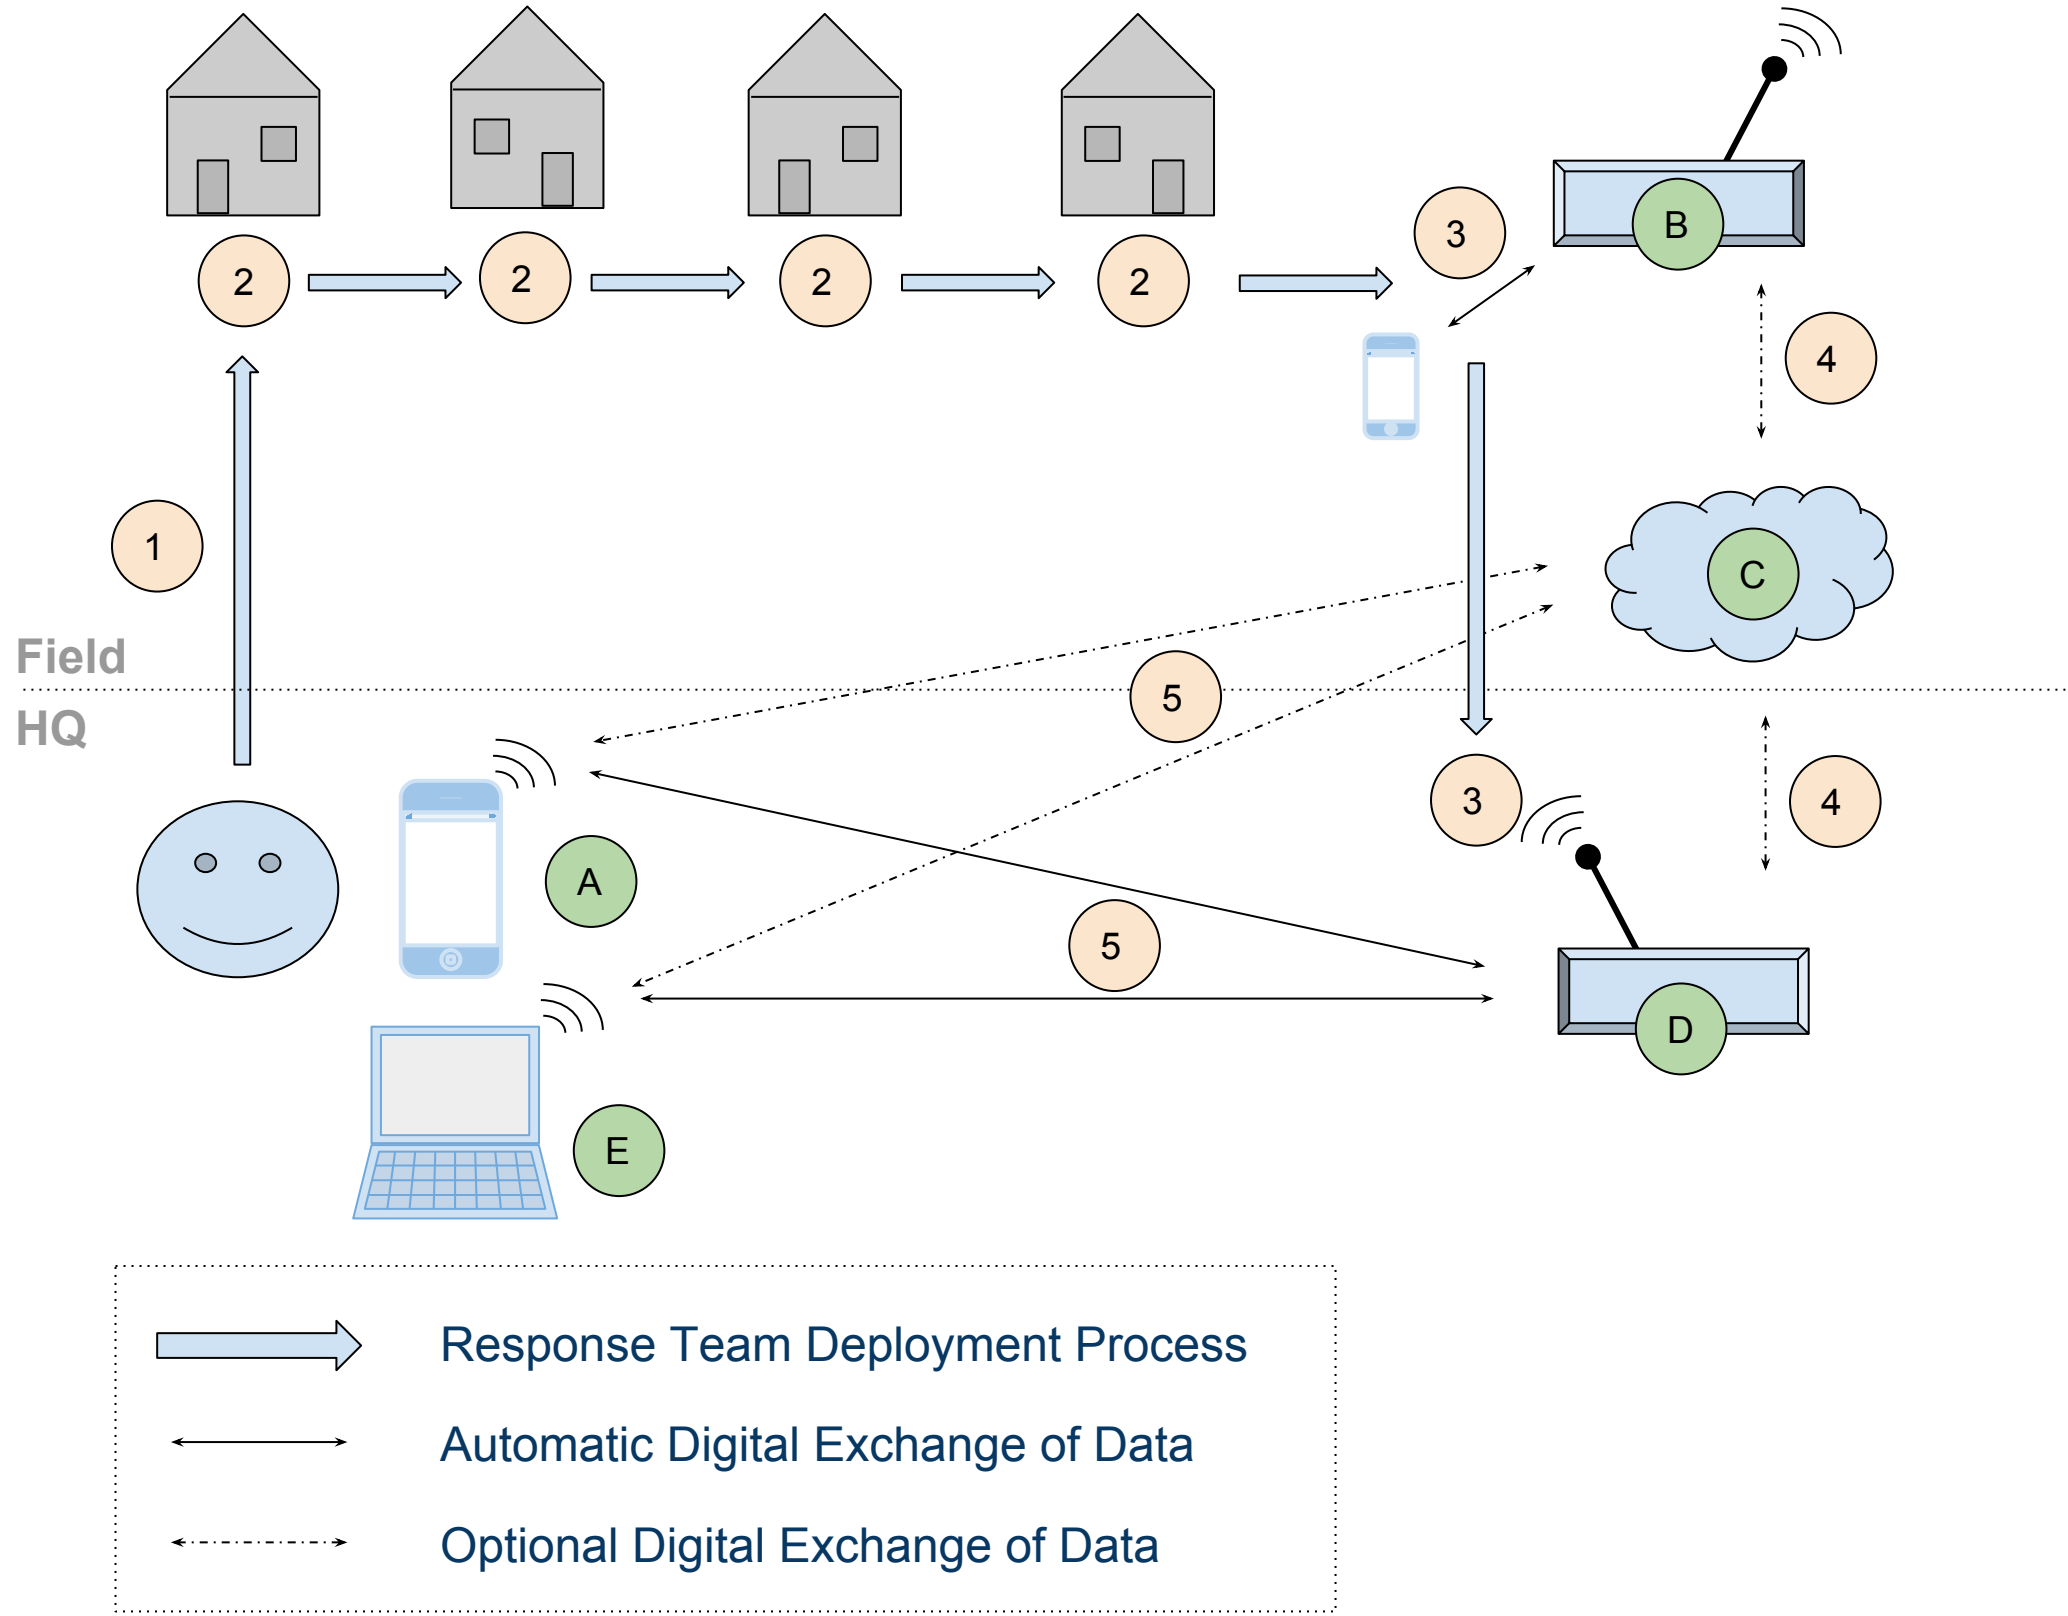 B
3
2
2
2
2
4
1
C
Field
5
HQ
3
4
A
5
D
E
Response Team Deployment Process
Automatic Digital Exchange of Data
Optional Digital Exchange of Data